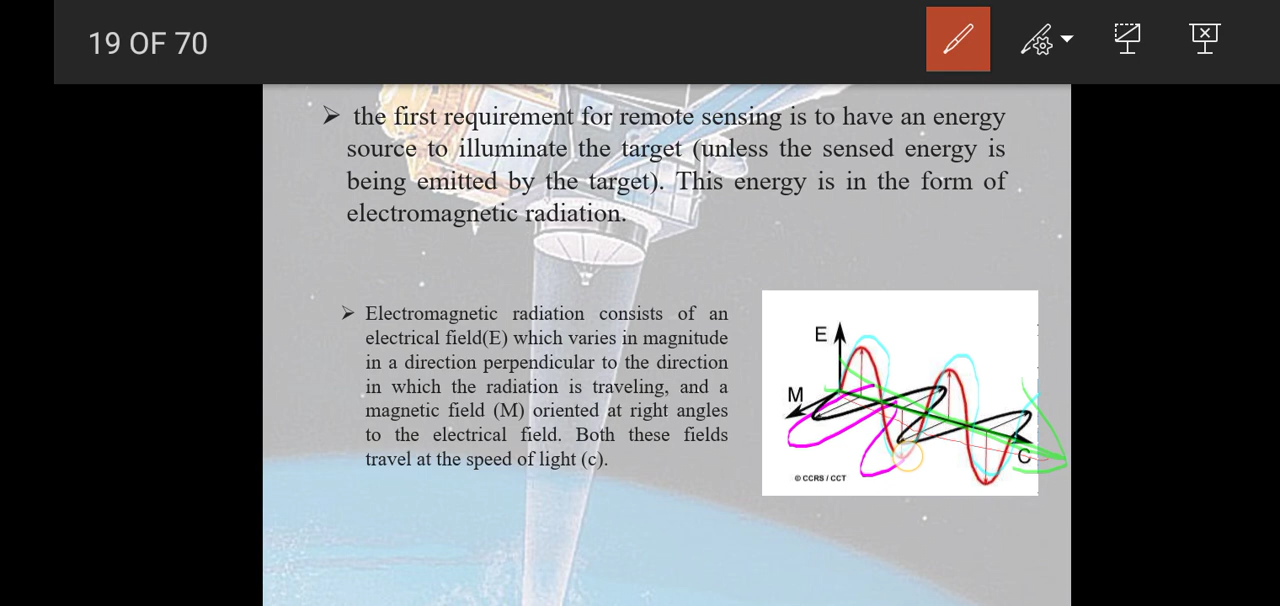 19 OF 70
➢ the first requirement for remote sensing is to have an energy
source to illuminate the target (unless the sensed energy is
being emitted by the target). This energy is in the form of
electromagnetic radiation.
➢ Electromagnetic radiation consists of an
electrical field(E) which varies in magnitude
in a direction perpendicular to the direction
in which the radiation is traveling, and a
magnetic field (M) oriented at right angles
to the electrical field. Both these fields
travel at the speed of light (c).
E
M
C
© CCRS / CCT